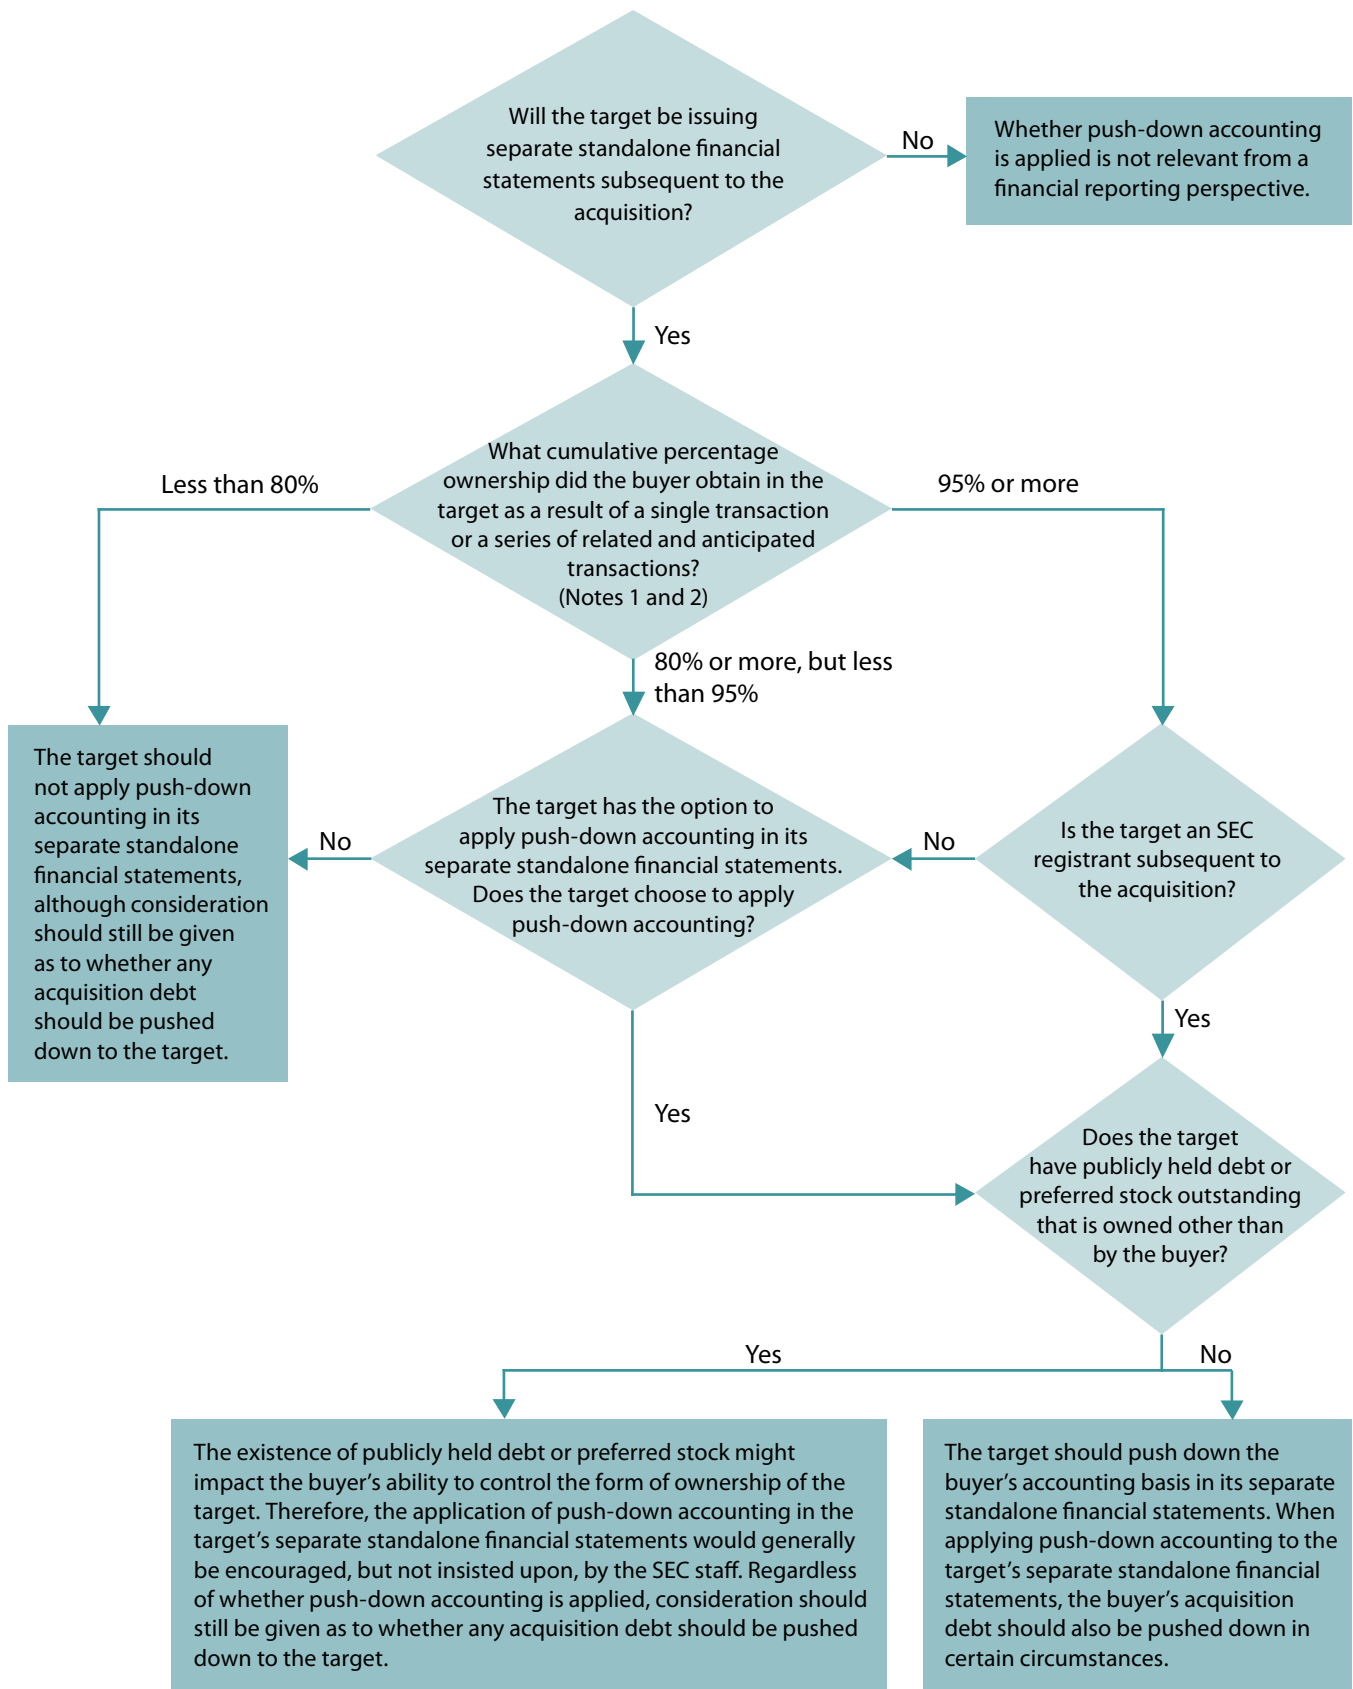 Will the target be issuing
separate standalone financial
statements subsequent to the
acquisition?
No
Whether push-down accounting
is applied is not relevant from a
financial reporting perspective.
Yes
What cumulative percentage
ownership did the buyer obtain in the
target as a result of a single transaction
or a series of related and anticipated
transactions?
(Notes 1 and 2)
Less than 80%
95% or more
80% or more, but less
than 95%
The target should
not apply push-down
accounting in its
separate standalone
financial statements,
although consideration
should still be given
as to whether any
acquisition debt
should be pushed
down to the target.
No
The target has the option to
apply push-down accounting in its
separate standalone financial statements.
Does the target choose to apply
push-down accounting?
No
Is the target an SEC
registrant subsequent to
the acquisition?
Yes
Yes
Does the target
have publicly held debt or
preferred stock outstanding
that is owned other than
by the buyer?
Yes
No
The existence of publicly held debt or preferred stock might
impact the buyer’s ability to control the form of ownership of the
target. Therefore, the application of push-down accounting in the
target’s separate standalone financial statements would generally
be encouraged, but not insisted upon, by the SEC staff. Regardless
of whether push-down accounting is applied, consideration should
still be given as to whether any acquisition debt should be pushed
down to the target.
The target should push down the
buyer’s accounting basis in its separate
standalone financial statements. When
applying push-down accounting to the
target’s separate standalone financial
statements, the buyer’s acquisition
debt should also be pushed down in
certain circumstances.